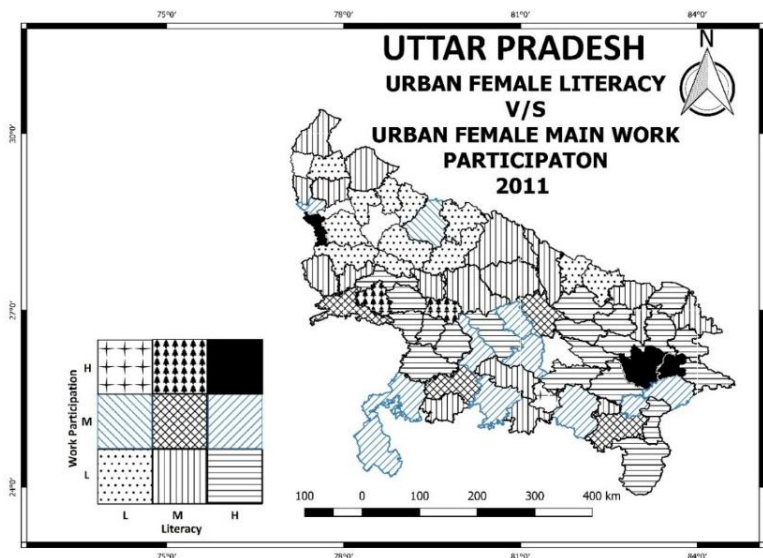 75°0' 78°0' 81°0' 84°0'
UTTAR PRADESH
N
URBAN FEMALE LITERACY
V/S
URBAN FEMALE MAIN WORK
PARTICIPATON
2011
30°0'
27°0'
24°0'
Work Participation
H
M
L
L M H
Literacy
100 0 100 200 300 400 km
75°0' 78°0' 81°0' 84°0'